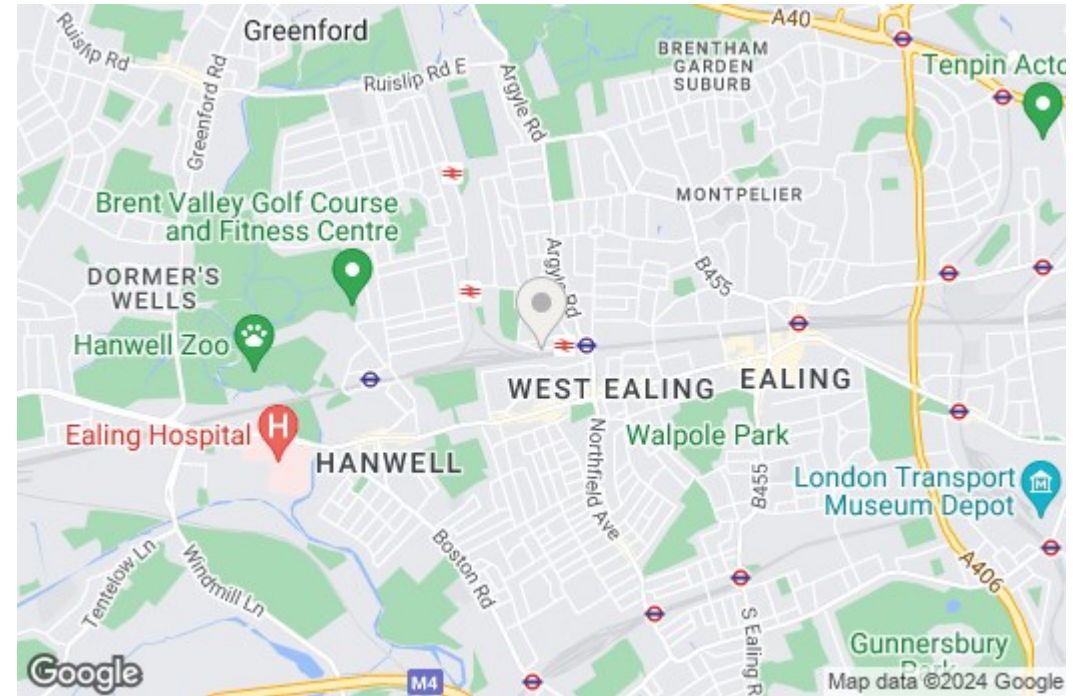 Greenford
A40
Ruislip Rd
BRENTHAM
GARDEN
SUBURB
Tenpin Acto
Ruislip Rd E
Argyle Rd
Greenford Rd
MONTPELIER
Brent Valley Golf Course
and Fitness Centre
Argyle Rd
B455
DORMER'S
WELLS
Hanwell Zoo
WEST EALING
EALING
H
Ealing Hospital
HANWELL
Northfield Ave
Walpole Park
B455
London Transport
Museum Depot
M
Boston Rd
Tentelow Ln
Windmill Ln
A406
S Ealing R
Gunnersbury
Park
Google
M4
Map data ©2024 Google